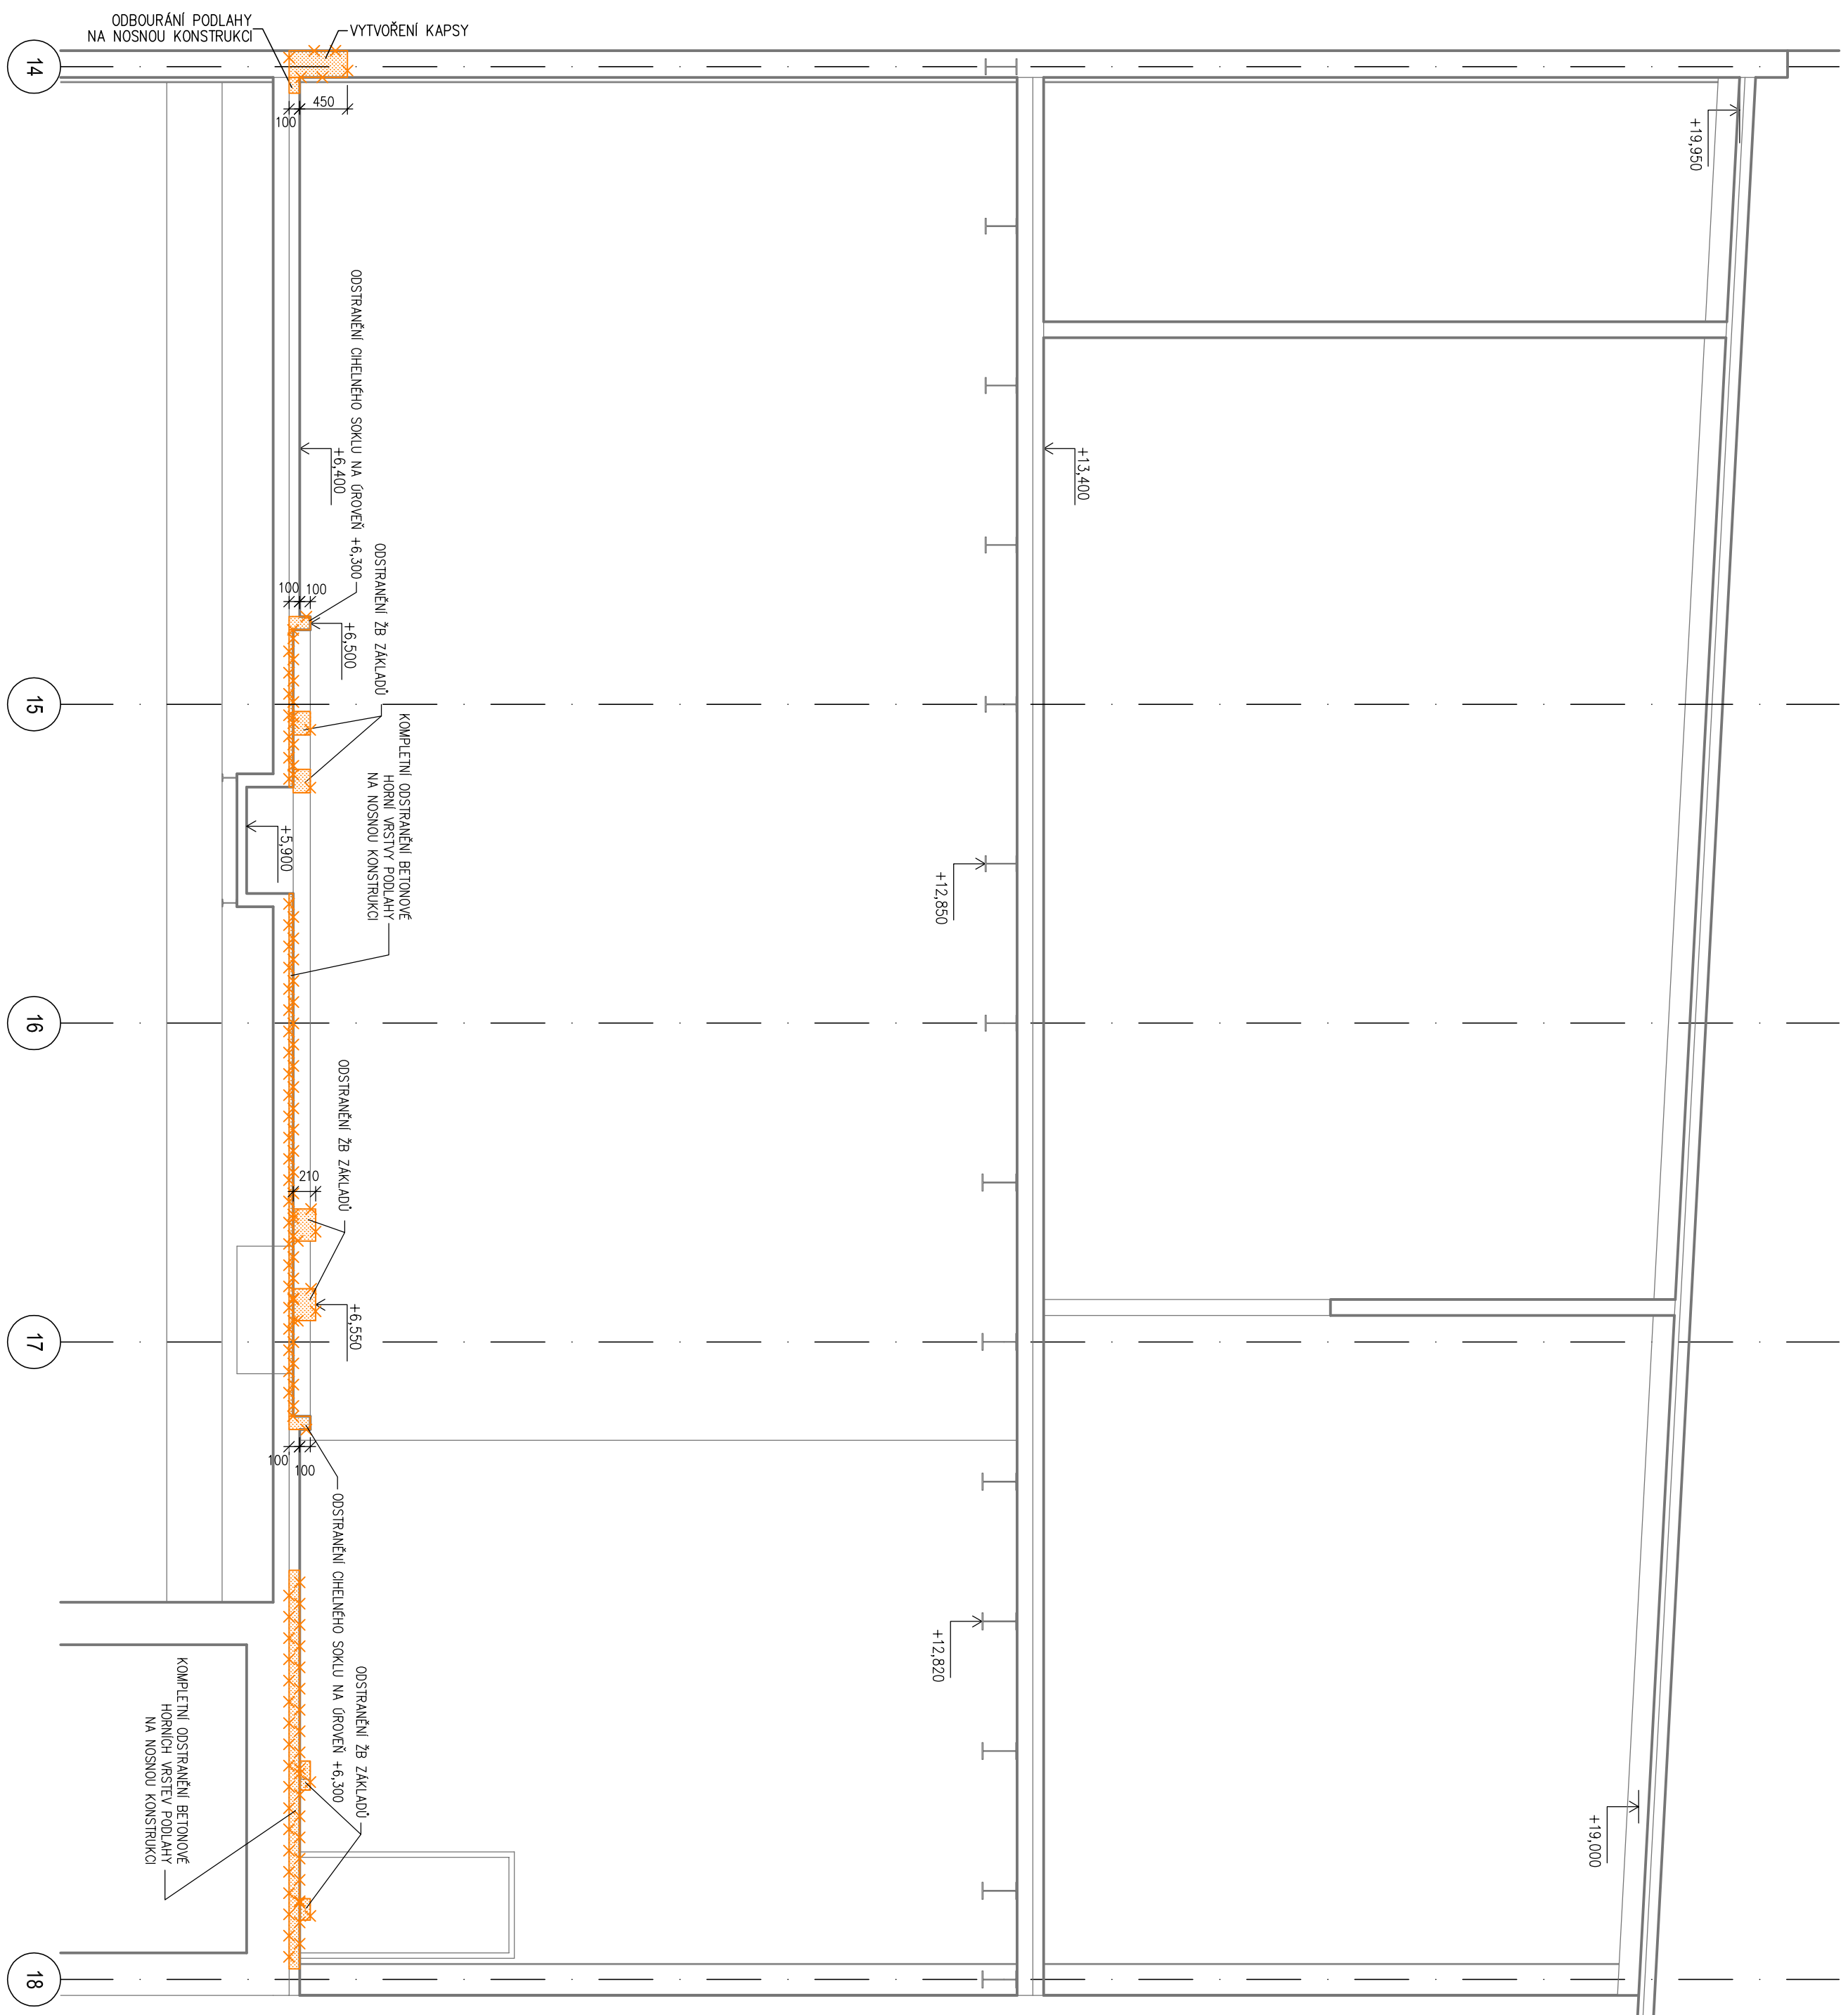 ODBOURÁNÍ PODLAHY
NA NOSNOU KONSTRUKCI
VYTVOŘENÍ KAPSY
14
450
100
+19,950
ODSTRANĚNÍ CIHELNÉHO SOKLU NA ÚROVEŇ +6,300
+6,400
+13,400
ODSTRANĚNÍ ŽB ZÁKLADŮ
100
100
+6,500
15
KOMPLETNÍ ODSTRANĚNÍ BETONOVÉ
HORNÍ VRSTVY PODLAHY
NA NOSNOU KONSTRUKCI
+5,900
+12,850
16
ODSTRANĚNÍ ŽB ZÁKLADŮ
210
+6,550
17
100
100
ODSTRANĚNÍ CIHELNÉHO SOKLU NA ÚROVEŇ +6,300
+12,820
ODSTRANĚNÍ ŽB ZÁKLADŮ
KOMPLETNÍ ODSTRANĚNÍ BETONOVÉ
HORNÍCH VRSTEV PODLAHY
NA NOSNOU KONSTRUKCI
+19,000
18